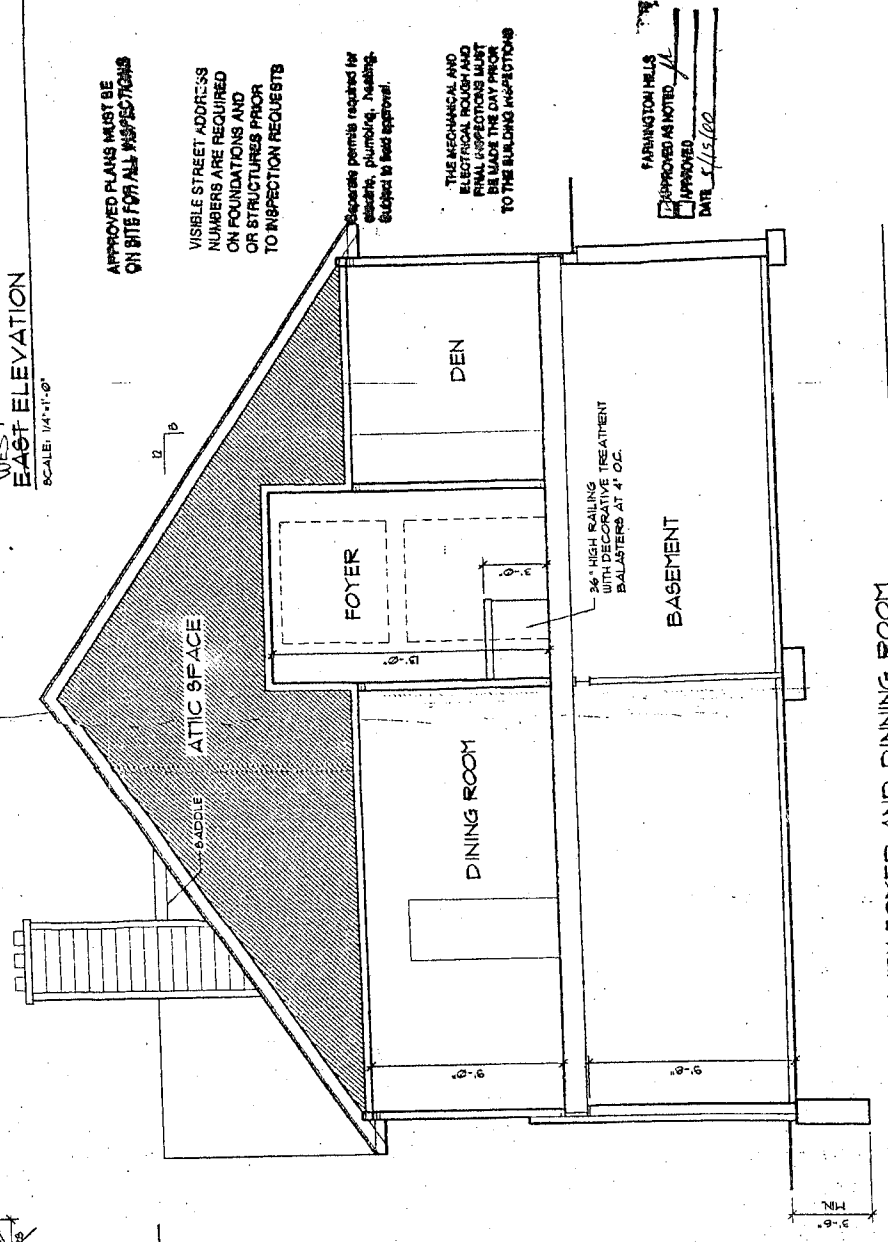 WEST
EAST ELEVATION
SCALE: 1/4"=1'-0"
APPROVED PLANS MUST BE
ON SITE FOR ALL INSPECTIONS
VISIBLE STREET ADDRESS
NUMBERS ARE REQUIRED
ON FOUNDATIONS AND
OR STRUCTURES PRIOR
TO INSPECTION REQUESTS
Separate permits required for
electric, plumbing, heating.
Subject to field approval.
THE MECHANICAL AND
ELECTRICAL ROUGH AND
FINAL INSPECTIONS MUST
BE MADE THE DAY PRIOR
TO THE BUILDING INSPECTIONS
FARMINGTON HILLS
APPROVED AS NOTED
APPROVED
DATE 5/15/00
12
8
SADDLE
ATTIC SPACE
FOYER
13'-0"
3'-0"
DEN
DINING ROOM
36" HIGH RAILING
WITH DECORATIVE TREATMENT
BALASTERS AT 4" O.C.
BASEMENT
9'-0"
9'-8"
3'-6"
MIN.
FOYER AND DINNING ROOM